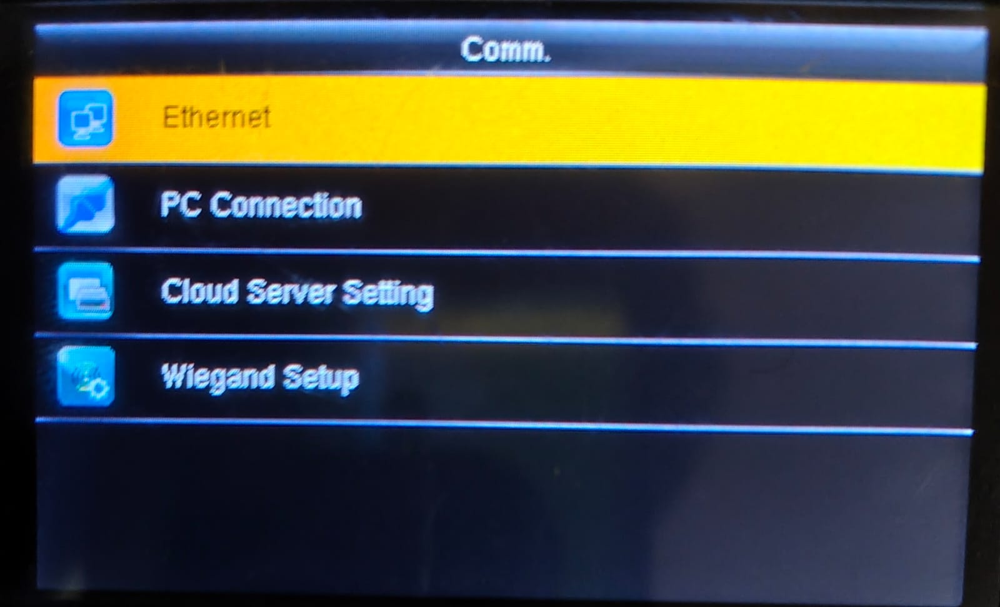 Comm.
Ethernet
PC Connection
Cloud Server Setting
Wiegand Setup